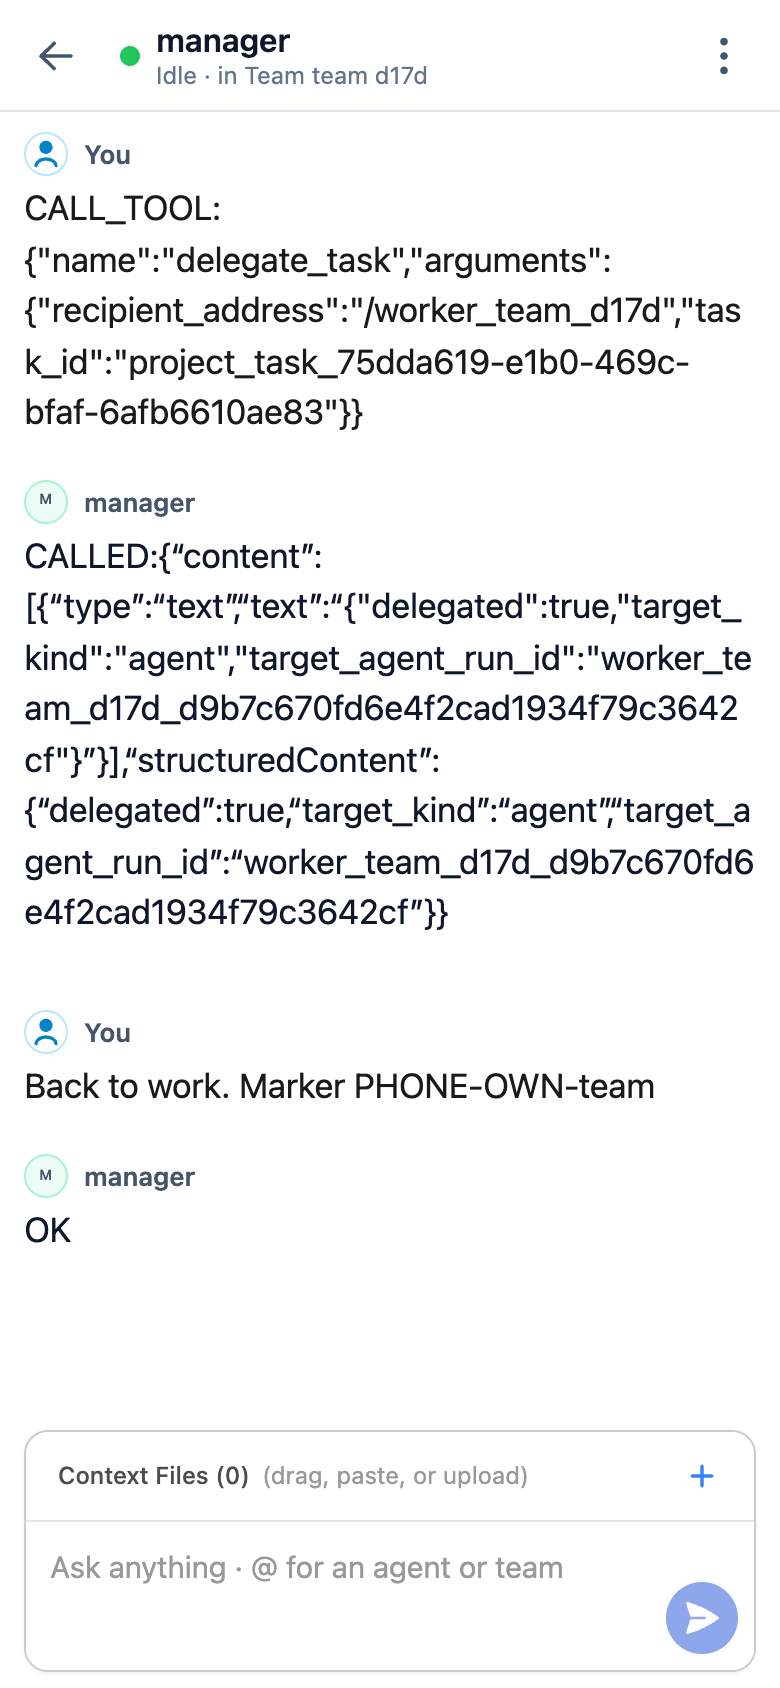 manager
Idle · in Team team d17d
You
CALL_TOOL:
{"name":"delegate_task","arguments":
{"recipient_address":"/worker_team_d17d","tas
k_id":"project_task_75dda619-e1b0-469c-
bfaf-6afb6610ae83"}}
M manager
CALLED:{“content”:
[{“type”:“text”,“text”:“{"delegated":true,"target_
kind":"agent","target_agent_run_id":"worker_te
am_d17d_d9b7c670fd6e4f2cad1934f79c3642
cf"}”}],“structuredContent”:
{“delegated”:true,“target_kind”:“agent”,“target_a
gent_run_id”:“worker_team_d17d_d9b7c670fd6
e4f2cad1934f79c3642cf”}}
You
Back to work. Marker PHONE-OWN-team
M manager
OK
Context Files (0) (drag, paste, or upload)
Ask anything · @ for an agent or team